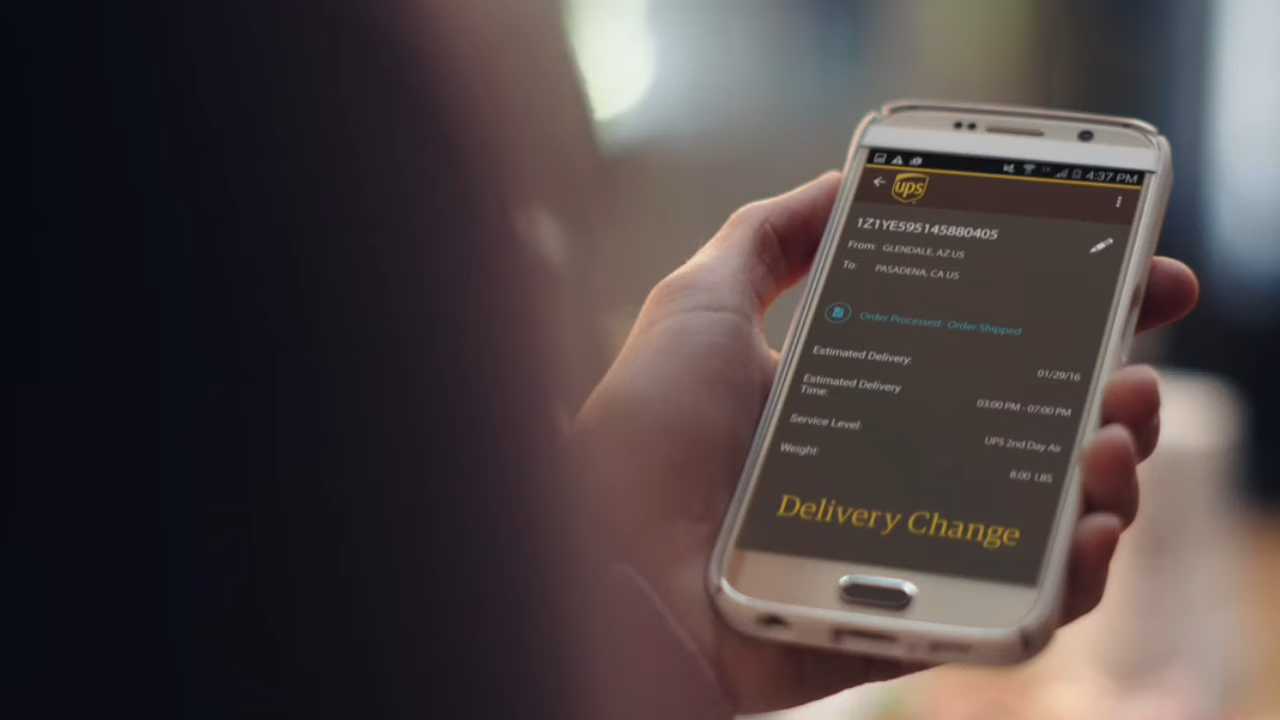 4:37 PM
ups
1Z1YE595145880405
From: GLENDALE, AZ US
To: PASADENA, CA US
Order Processed: Order Shipped
Estimated Delivery: 01/29/16
Estimated Delivery Time: 03:00 PM - 07:00 PM
Service Level: UPS 2nd Day Air
Weight: 8.00 LBS
Delivery Change